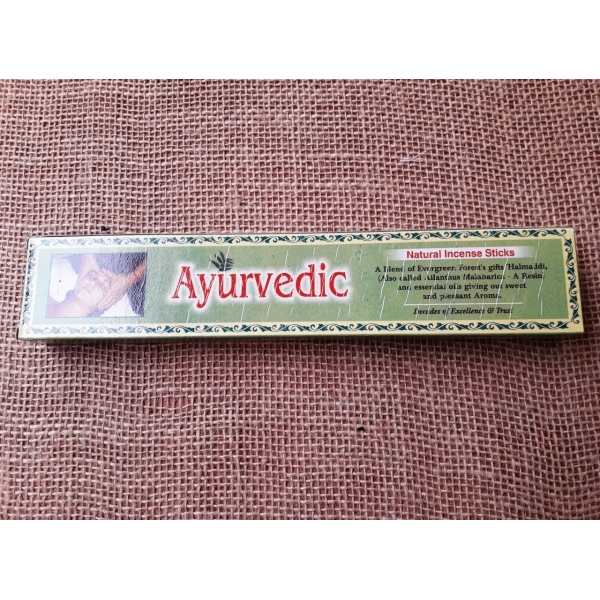 Ayurvedic
Natural Incense Sticks
A Blend of Evergreen Forest's gifts 'Halmaddi,
(Also called Ailantaus Malabarica - A Resin)
and essential oils giving out sweet
and pleasant Aroma.
Decades of Excellence & Trust